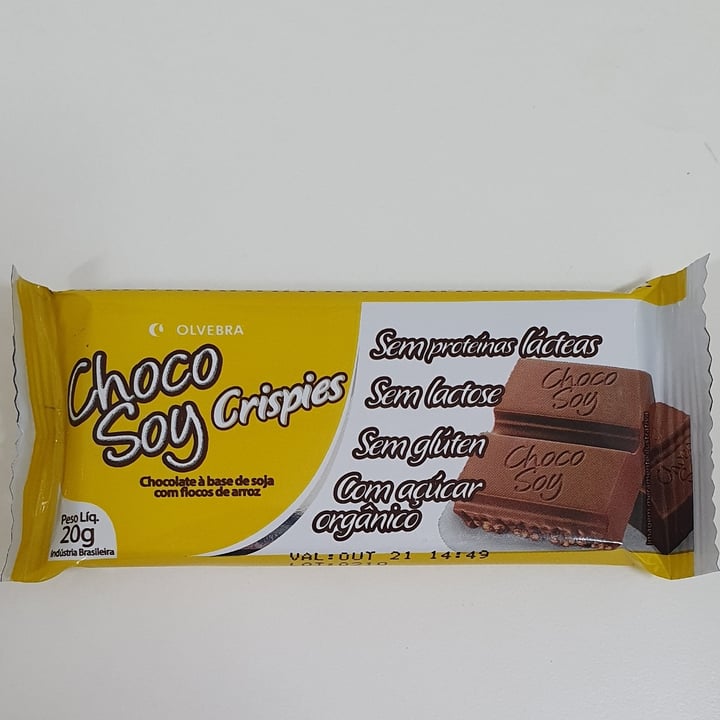 OLVEBRA
Choco
Soy
Crispies
Chocolate à base de soja
com flocos de arroz
Peso Líq.
20g
Indústria Brasileira
Sem proteínas lácteas
Sem lactose
Sem glúten
Com açúcar
orgânico
Choco
Soy
Choco
Soy
VAL:OUT 21 14:49